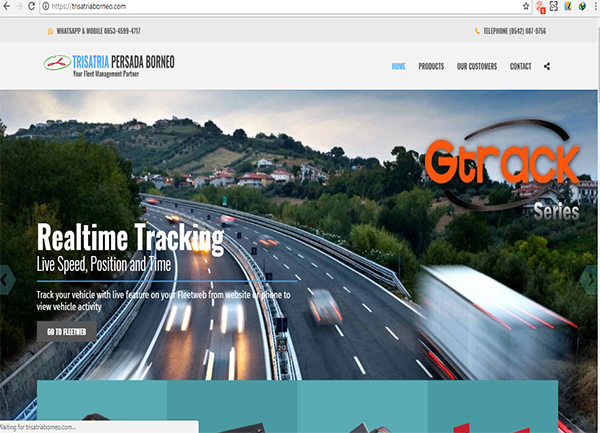 https://trisatriaborneo.com
WHATSAPP & MOBILE 0853-4599-4717
TELEPHONE (0542) 887-9756
TRISATRIA PERSADA BORNEO
Your Fleet Management Partner
HOME PRODUCTS OUR CUSTOMERS CONTACT
Gtrack
Series
Realtime Tracking
Live Speed, Position and Time
Track your vehicle with live feature on your Fleetweb from website or phone to
view vehicle activity
GO TO FLEETWEB
Waiting for trisatriaborneo.com...